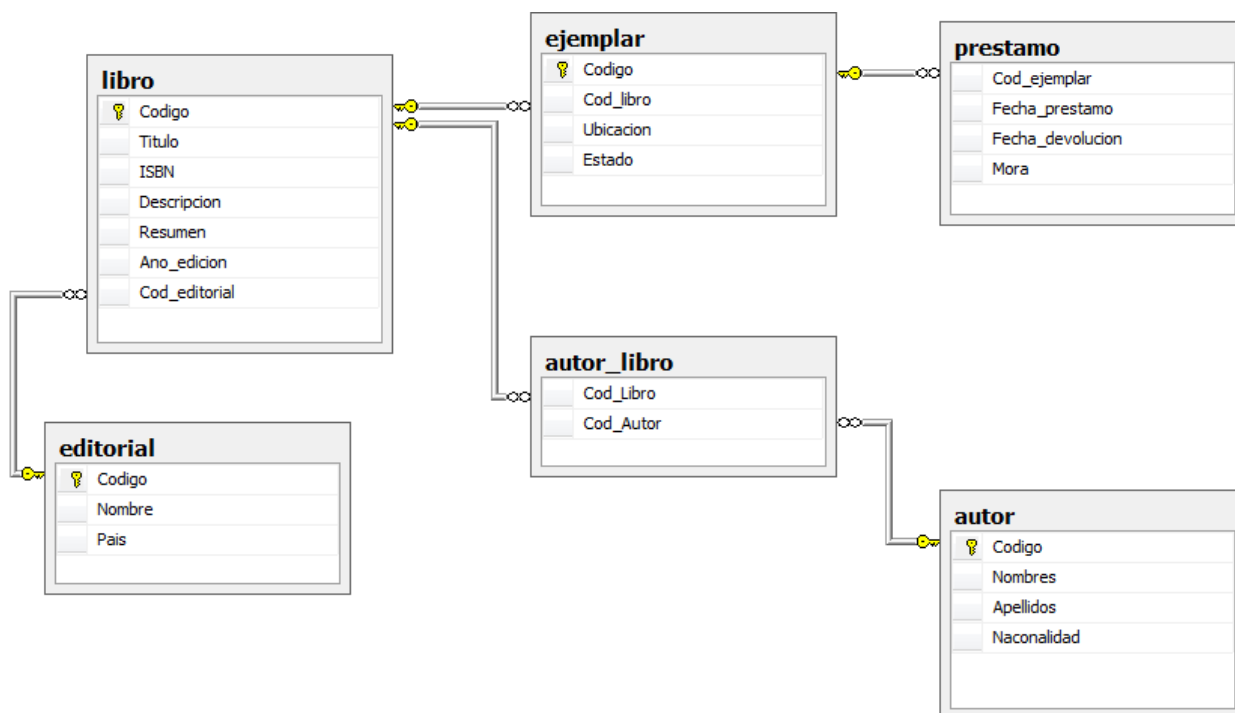 libro
Codigo
Titulo
ISBN
Descripcion
Resumen
Ano_edicion
Cod_editorial
ejemplar
Codigo
Cod_libro
Ubicacion
Estado
prestamo
Cod_ejemplar
Fecha_prestamo
Fecha_devolucion
Mora
editorial
Codigo
Nombre
Pais
autor_libro
Cod_Libro
Cod_Autor
autor
Codigo
Nombres
Apellidos
Naconalidad